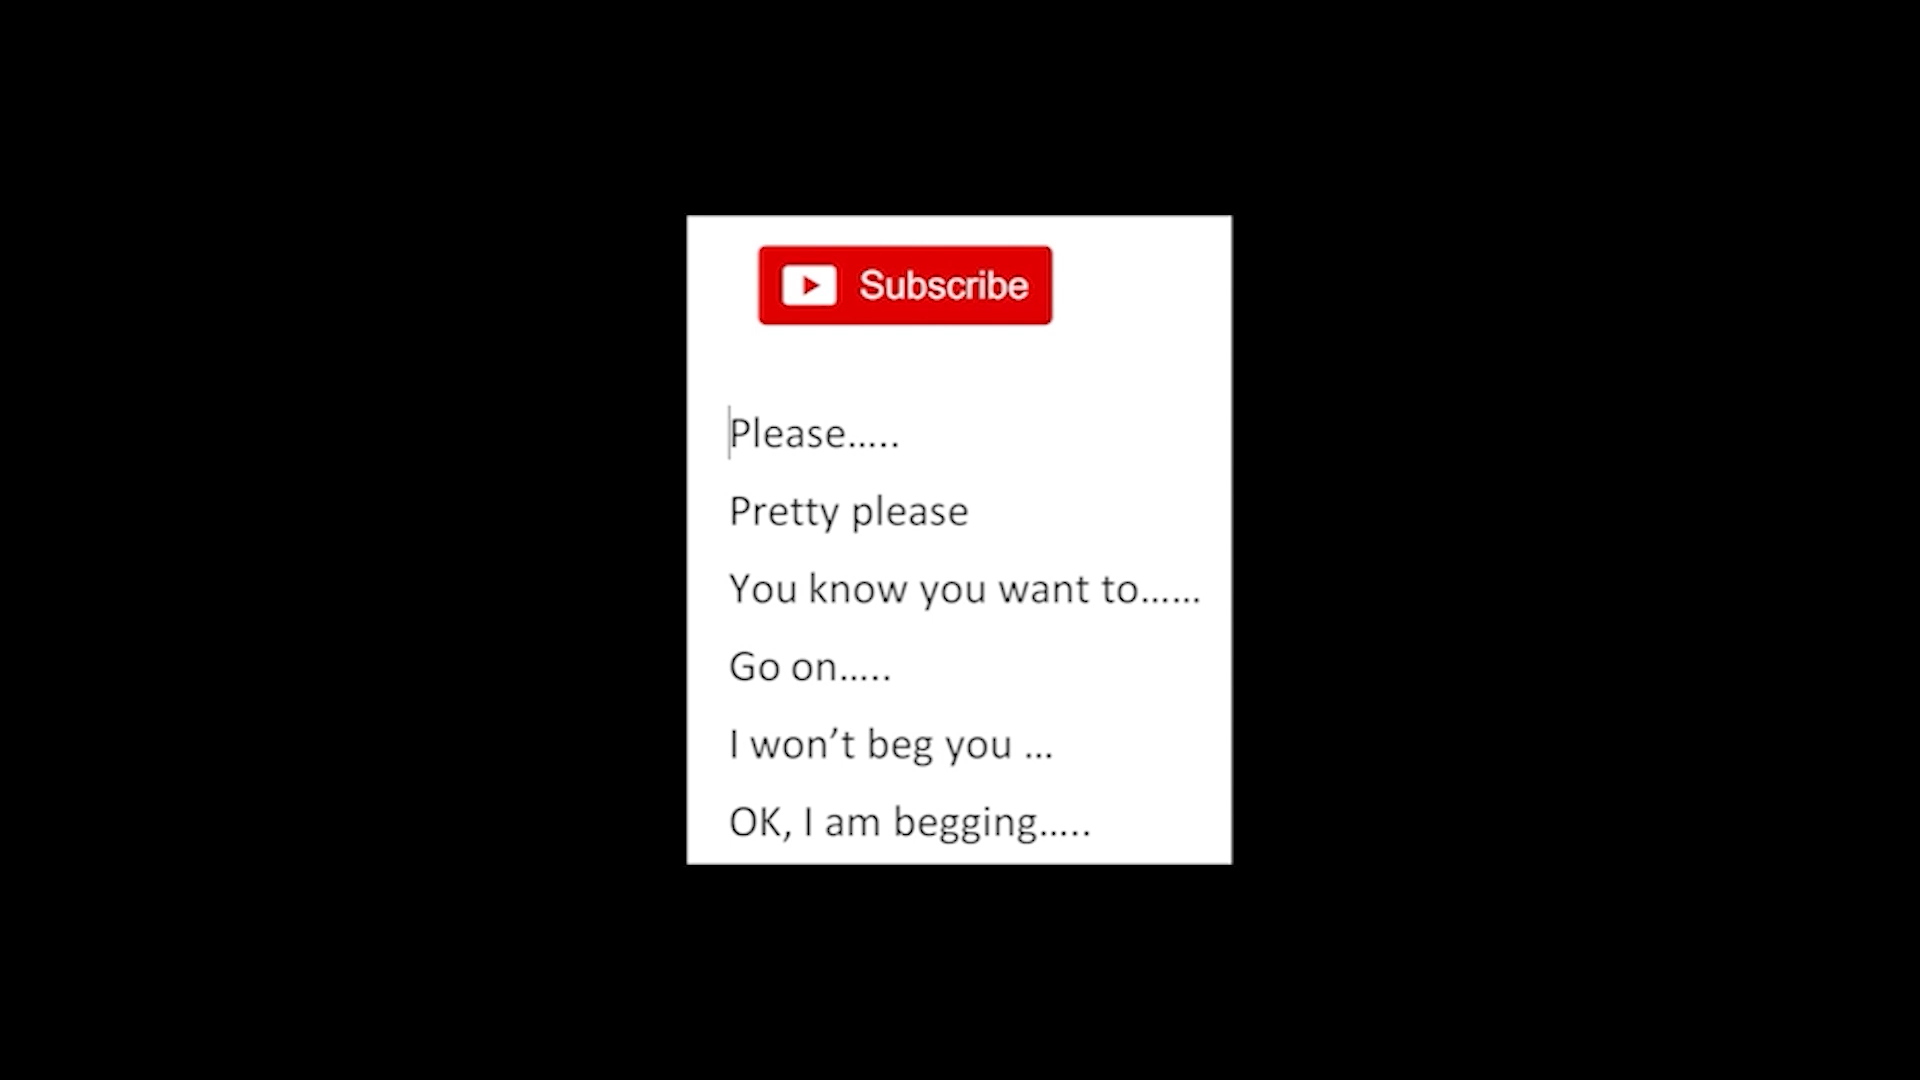 Subscribe
Please.....
Pretty please
You know you want to......
Go on.....
I won’t beg you ...
OK, I am begging.....